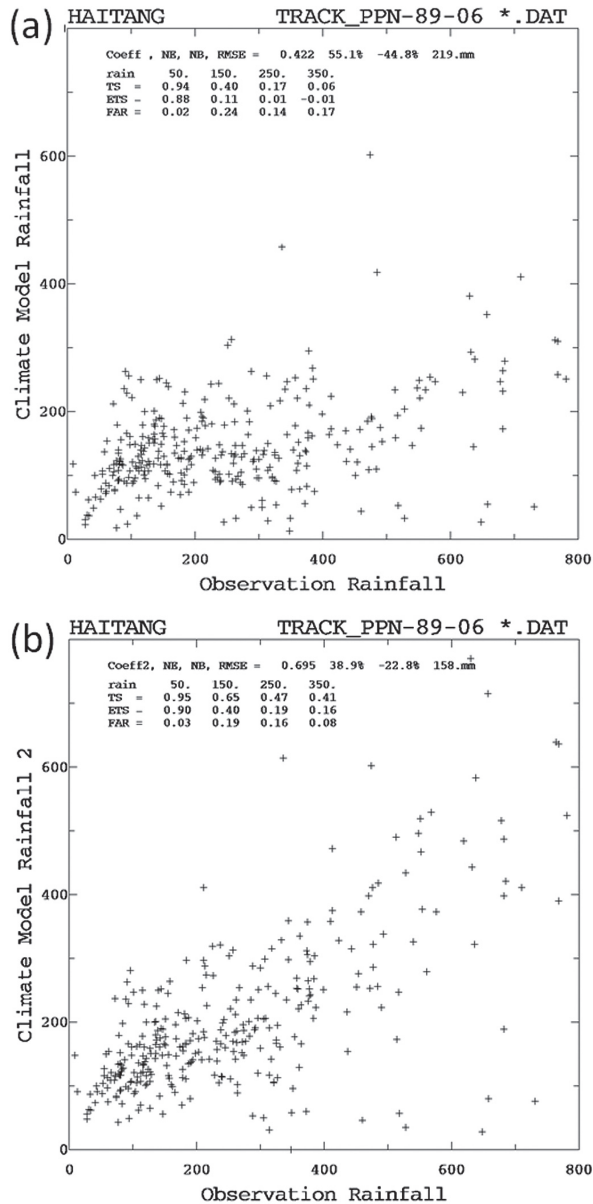 (a)
HAITANG TRACK_PPN-89-06 *.DAT
Coeff , NE, NB, RMSE = 0.422 55.1% -44.8% 219.mm
rain 50. 150. 250. 350.
TS = 0.94 0.40 0.17 0.06
ETS - 0.88 0.11 0.01 -0.01
FAR = 0.02 0.24 0.14 0.17
Climate Model Rainfall
600
400
200
0
0 200 400 600 800
Observation Rainfall
(b)
HAITANG TRACK_PPN-89-06 *.DAT
Coeff2, NE, NB, RMSE = 0.695 38.9% -22.8% 158.mm
rain 50. 150. 250. 350.
TS = 0.95 0.65 0.47 0.41
ETS - 0.90 0.40 0.19 0.16
FAR = 0.03 0.19 0.16 0.08
Climate Model Rainfall 2
600
400
200
0
0 200 400 600 800
Observation Rainfall